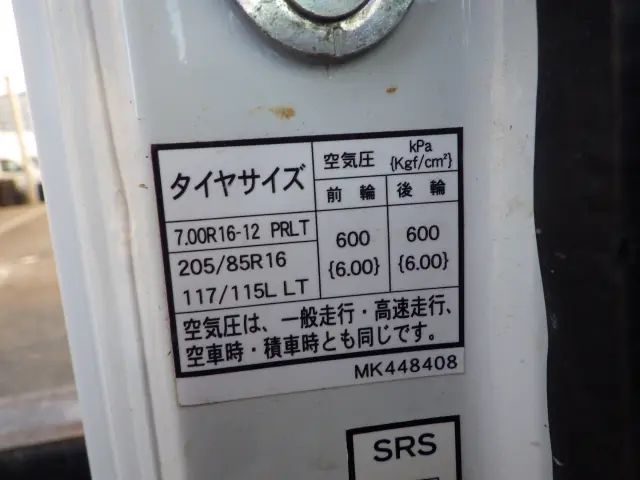 タイヤサイズ
空気圧 kPa {Kgf/cm²}
前輪 後輪
7.00R16-12 PRLT
205/85R16
117/115L LT
600 {6.00}
600 {6.00}
空気圧は、一般走行・高速走行、
空車時・積車時とも同じです。
MK448408
SRS